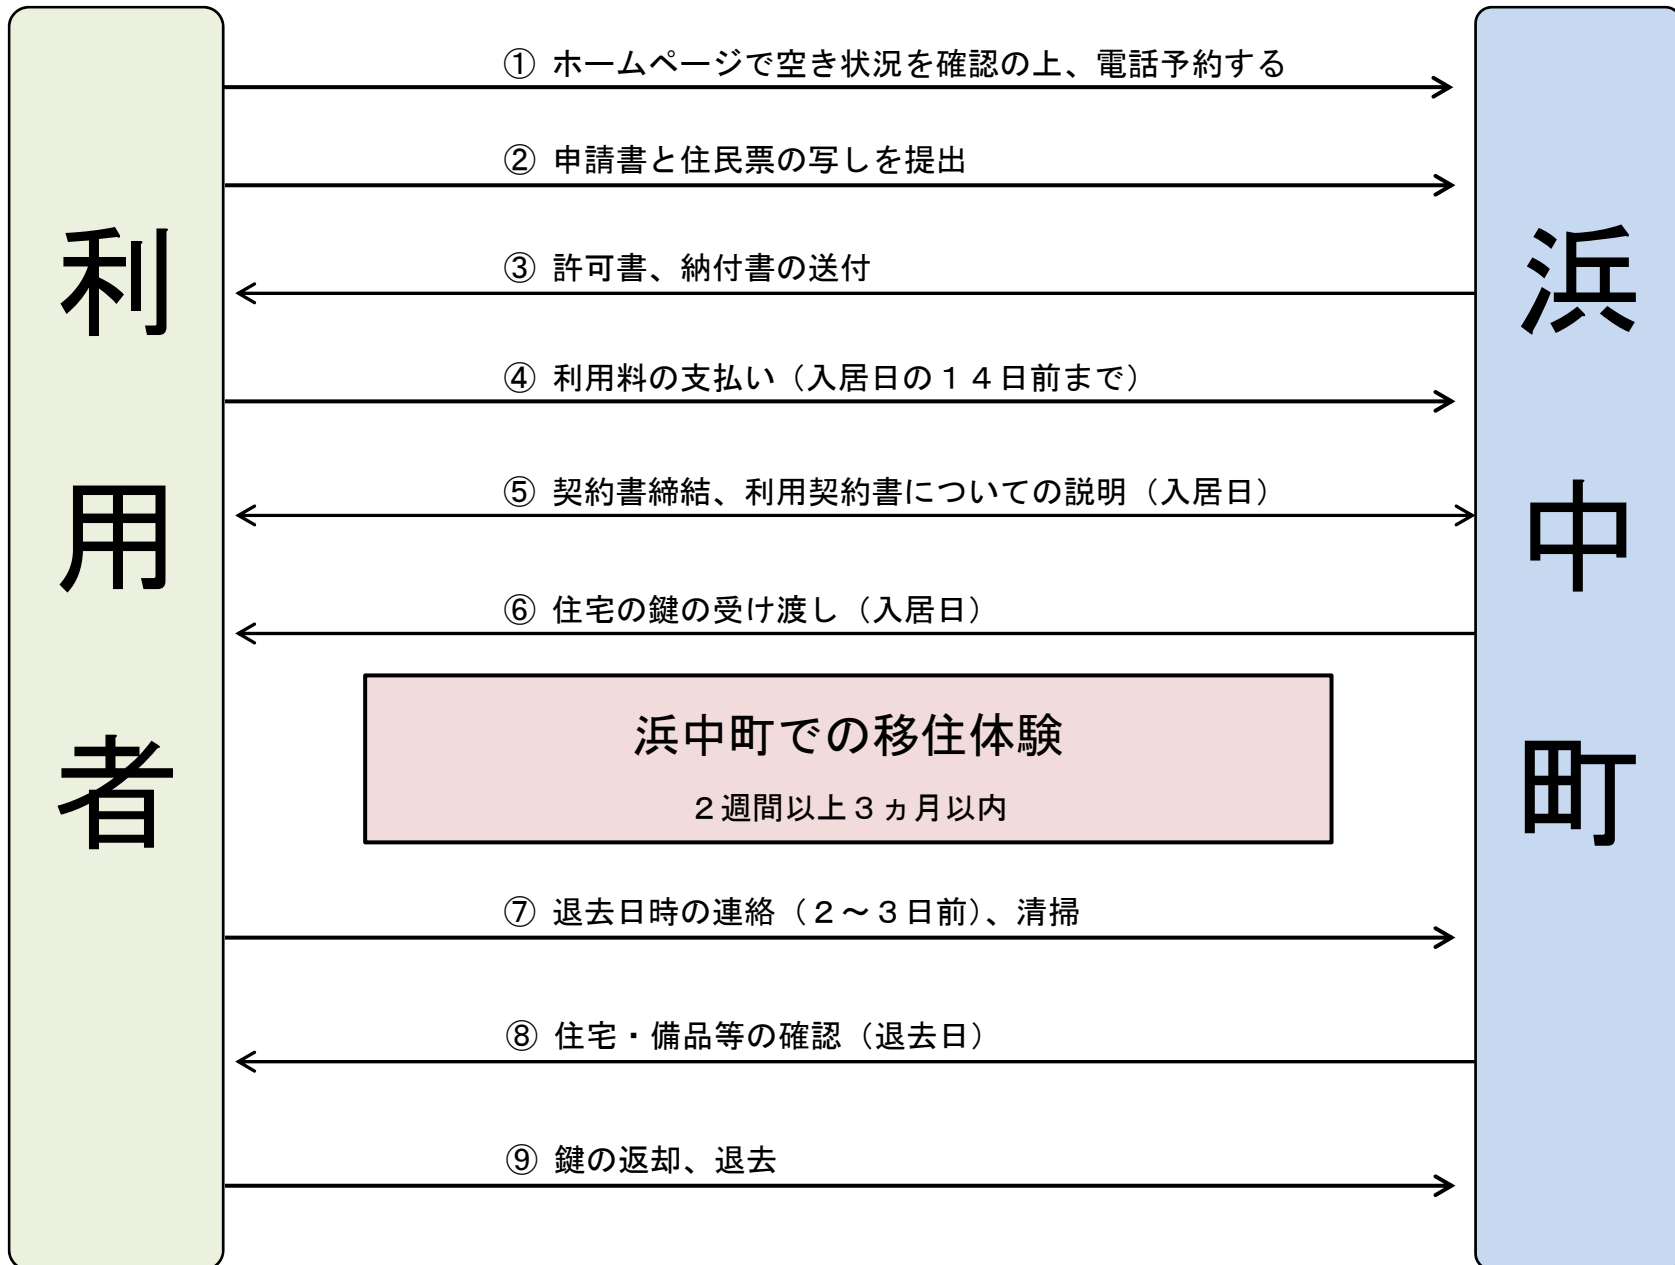 利用者
① ホームページで空き状況を確認の上、電話予約する
② 申請書と住民票の写しを提出
③ 許可書、納付書の送付
④ 利用料の支払い（入居日の１４日前まで）
⑤ 契約書締結、利用契約書についての説明（入居日）
⑥ 住宅の鍵の受け渡し（入居日）
浜中町での移住体験
２週間以上３ヵ月以内
⑦ 退去日時の連絡（２～３日前）、清掃
⑧ 住宅・備品等の確認（退去日）
⑨ 鍵の返却、退去
浜中町